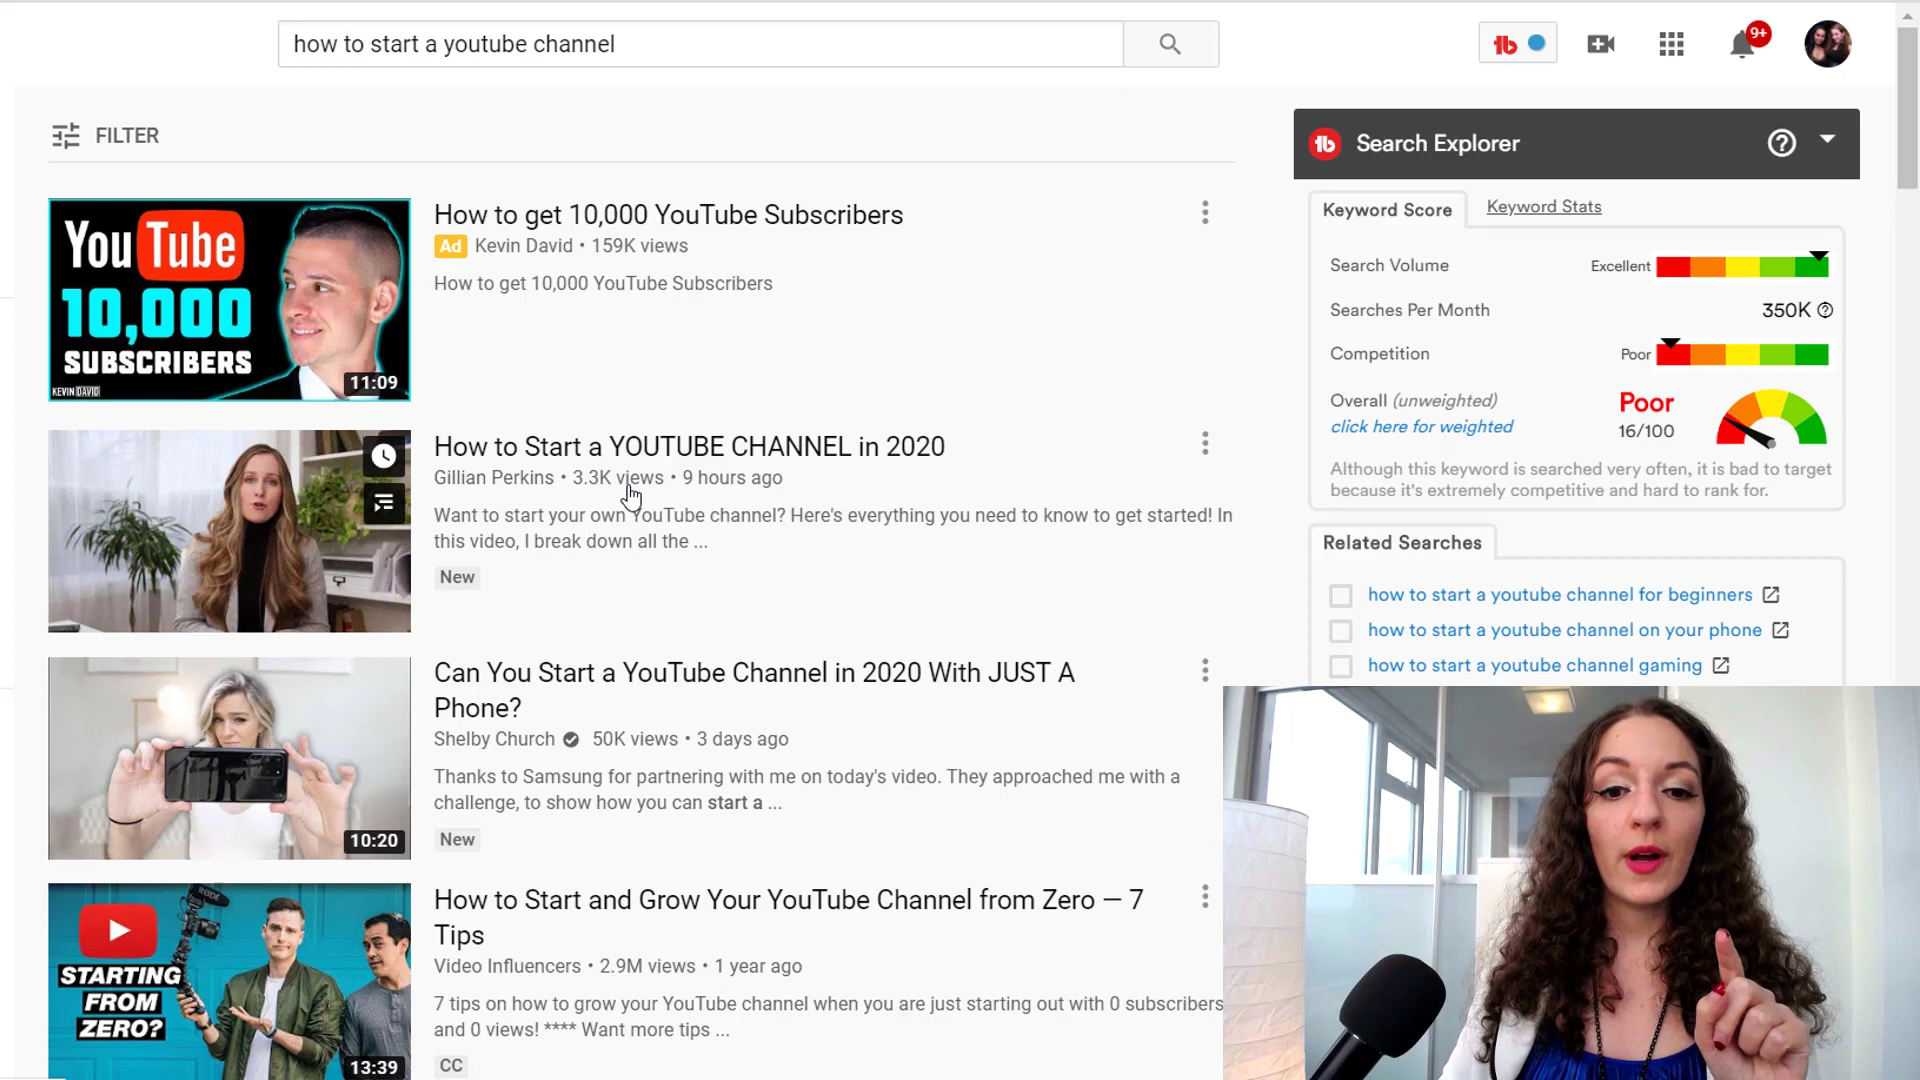 how to start a youtube channel
9+
FILTER
You Tube
10,000
SUBSCRIBERS
KEVIN DAVID
11:09
How to get 10,000 YouTube Subscribers
Ad Kevin David • 159K views
How to get 10,000 YouTube Subscribers
How to Start a YOUTUBE CHANNEL in 2020
Gillian Perkins • 3.3K views • 9 hours ago
Want to start your own YouTube channel? Here's everything you need to know to get started! In
this video, I break down all the ...
New
10:20
Can You Start a YouTube Channel in 2020 With JUST A
Phone?
Shelby Church 50K views • 3 days ago
Thanks to Samsung for partnering with me on today's video. They approached me with a
challenge, to show how you can start a ...
New
STARTING
FROM
ZERO?
13:39
How to Start and Grow Your YouTube Channel from Zero — 7
Tips
Video Influencers • 2.9M views • 1 year ago
7 tips on how to grow your YouTube channel when you are just starting out with 0 subscribers
and 0 views! **** Want more tips ...
CC
tb Search Explorer
Keyword Score Keyword Stats
Search Volume Excellent
Searches Per Month 350K
Competition Poor
Overall (unweighted) Poor
click here for weighted 16/100
Although this keyword is searched very often, it is bad to target
because it's extremely competitive and hard to rank for.
Related Searches
how to start a youtube channel for beginners
how to start a youtube channel on your phone
how to start a youtube channel gaming